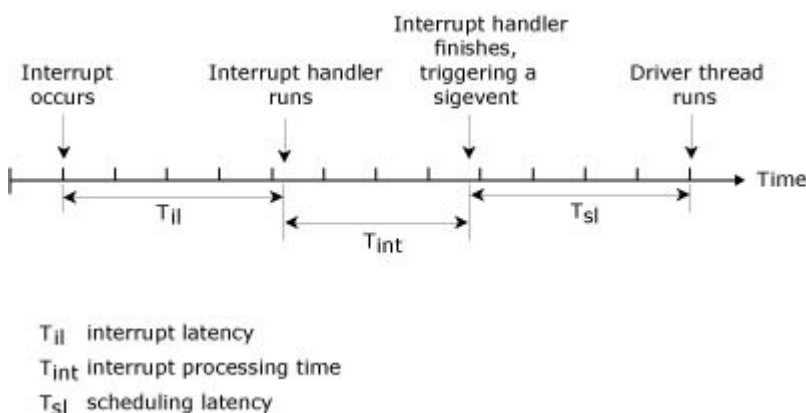 Interrupt
occurs
Interrupt handler
runs
Interrupt handler
finishes,
triggering a
sigevent
Driver thread
runs
Time
Til
Tint
Tsl
Til interrupt latency
Tint interrupt processing time
Tsl scheduling latency